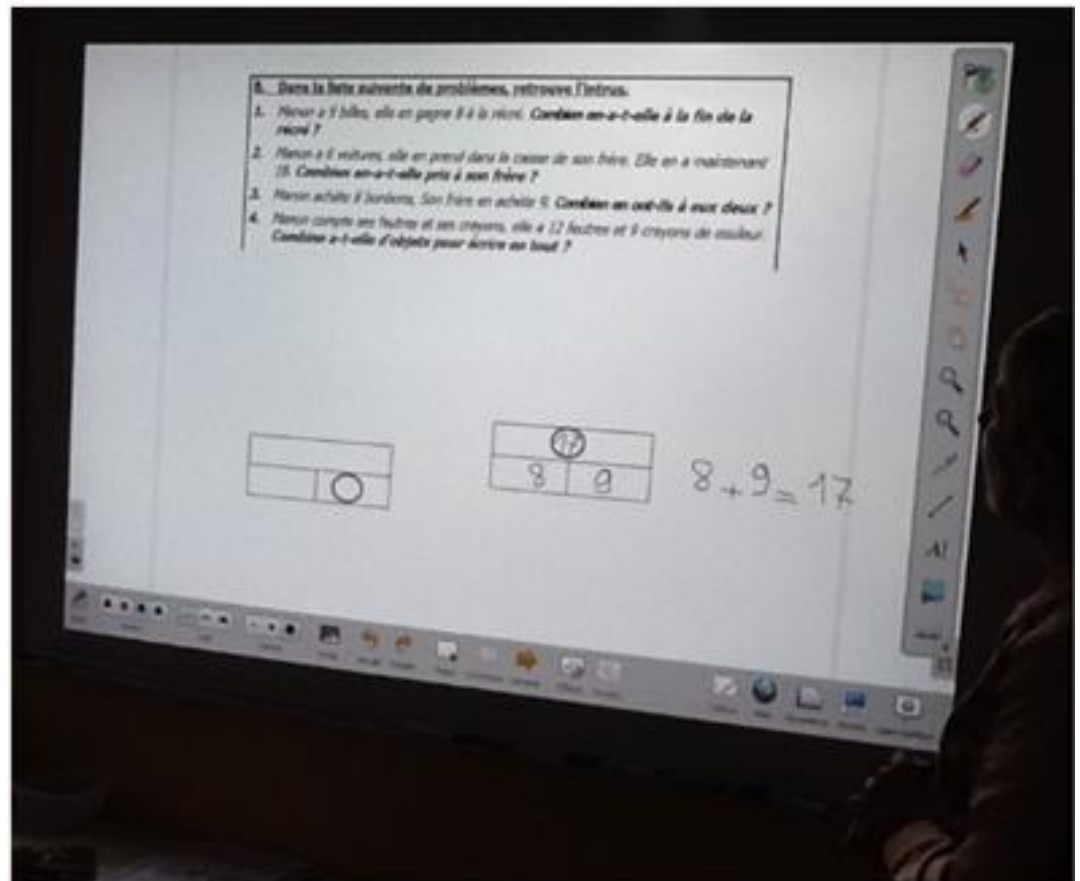 8. Dans la liste suivante de problèmes, retrouve l'intrus.
1. Manon a 9 billes, elle en gagne 8 à la récré. Combien en-a-t-elle à la fin de la
récré ?
2. Manon a 6 voitures, elle en prend dans la caisse de son frère. Elle en a maintenant
18. Combien en-a-t-elle pris à son frère ?
3. Manon achète 8 bonbons, Son frère en achète 9. Combien en ont-ils à eux deux ?
4. Manon compte ses feutres et ses crayons, elle a 12 feutres et 9 crayons de couleur.
Combine a-t-elle d'objets pour écrire en tout ?
17
8 9
8 + 9 = 17
A!